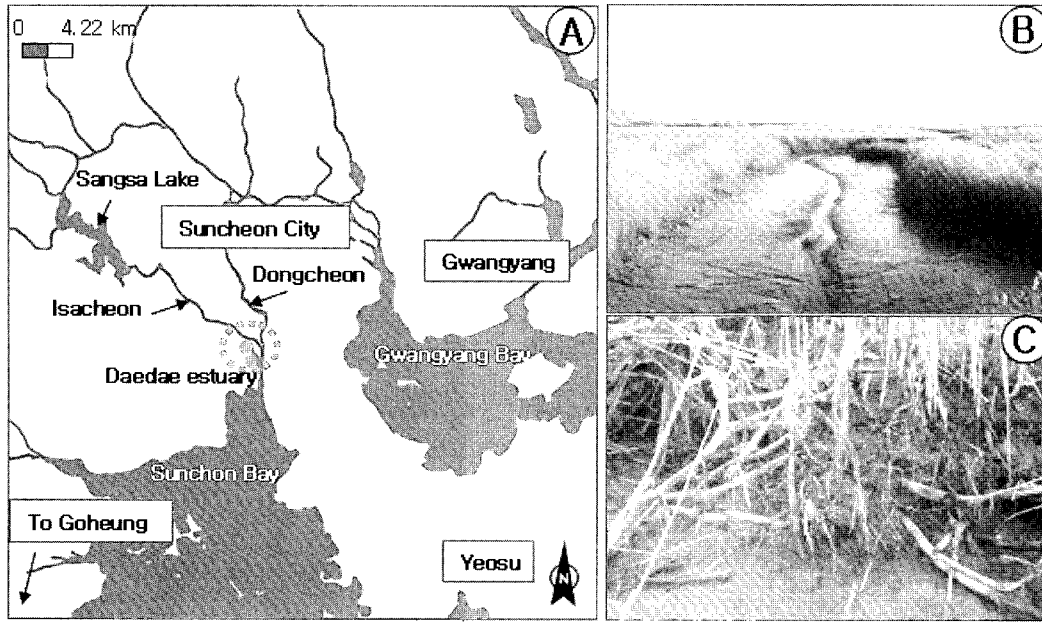 0 4.22 km
A
Sangsa Lake
Suncheon City
Gwangyang
Dongcheon
Isacheon
Gwangyang Bay
Daedae estuary
Sunchon Bay
To Goheung
Yeosu
N
B
C